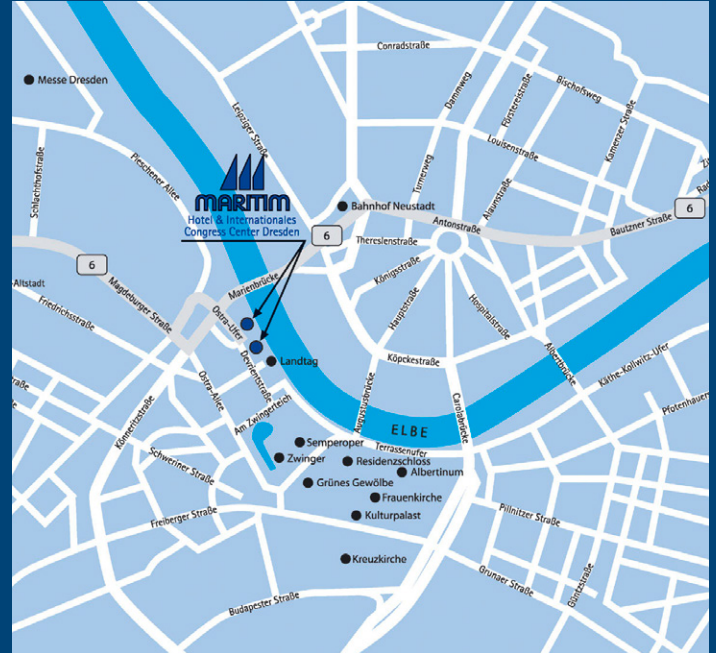 Conradstraße
Messe Dresden
Leipziger Straße
Dammweg
Bischofsweg
Förstereistraße
Kamenzer Straße
Louisenstraße
Pieschener Allee
Schlachthofstraße
Turnerweg
Alaunstraße
MARITIM
Hotel & Internationales
Congress Center Dresden
Bahnhof Neustadt
Antonstraße
Bautzner Straße
6
6
6
Theresienstraße
Königsstraße
Hauptstraße
Hospitalstraße
Marienbrücke
Altstadt
Magdeburger Straße
Friedrichsstraße
Ostra-Ufer
Devrientstraße
Landtag
Köpckestraße
Albertbrücke
Käthe-Kollwitz-Ufer
Pfotenhauer
Ostra-Allee
Könneritzstraße
Am Zwingerteich
Augustusbrücke
Carolabrücke
ELBE
Terrassenufer
Semperoper
Zwinger
Residenzschloss
Albertinum
Grünes Gewölbe
Frauenkirche
Kulturpalast
Schweriner Straße
Freiberger Straße
Pillnitzer Straße
Kreuzkirche
Grunaer Straße
Güntzstraße
Budapester Straße